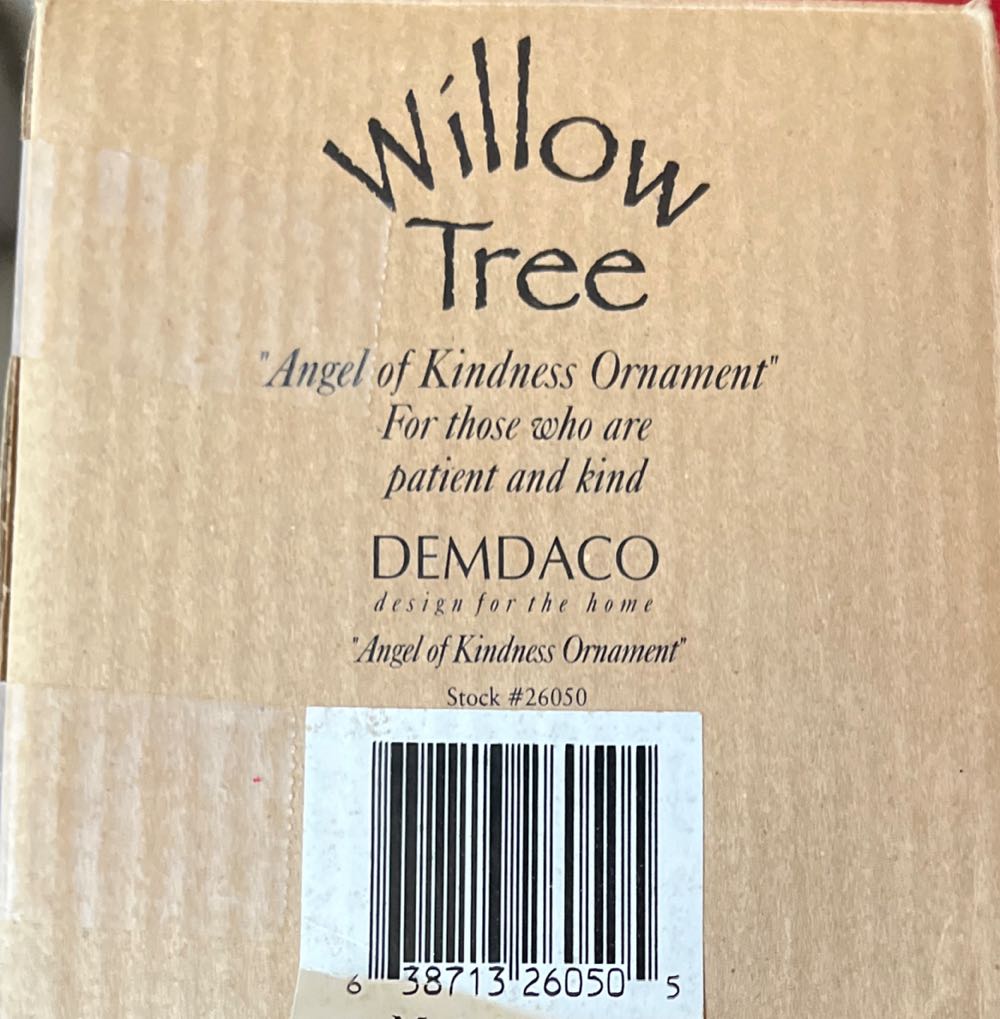 Willow
Tree
"Angel of Kindness Ornament"
For those who are
patient and kind
DEMDACO
design for the home
"Angel of Kindness Ornament"
Stock #26050
6 38713 26050 5